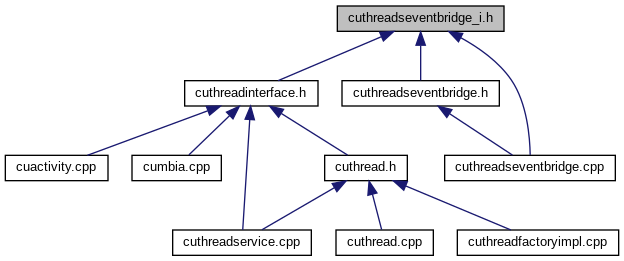 cuthreadseventbridge_i.h
cuthreadinterface.h
cuthreadseventbridge.h
cuactivity.cpp
cumbia.cpp
cuthread.h
cuthreadseventbridge.cpp
cuthreadservice.cpp
cuthread.cpp
cuthreadfactoryimpl.cpp